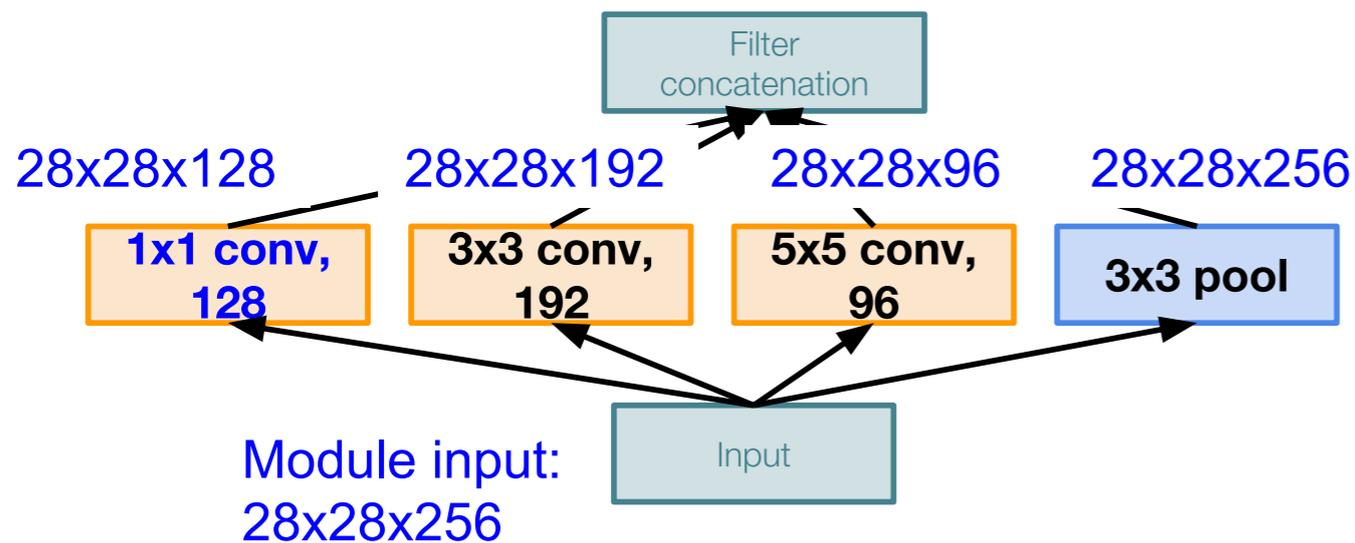 Filter
concatenation
28x28x128 28x28x192 28x28x96 28x28x256
1x1 conv,
128
3x3 conv,
192
5x5 conv,
96
3x3 pool
Input
Module input:
28x28x256